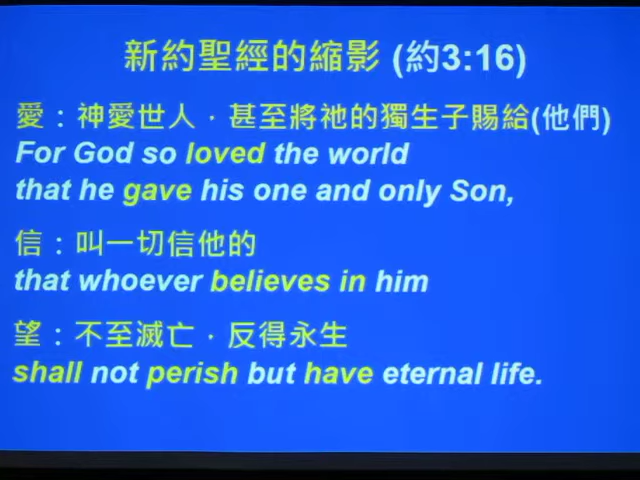 新約聖經的縮影 (約3:16)
愛：神愛世人．甚至將祂的獨生子賜給(他們)
For God so loved the world
that he gave his one and only Son,
信：叫一切信他的
that whoever believes in him
望：不至滅亡．反得永生
shall not perish but have eternal life.